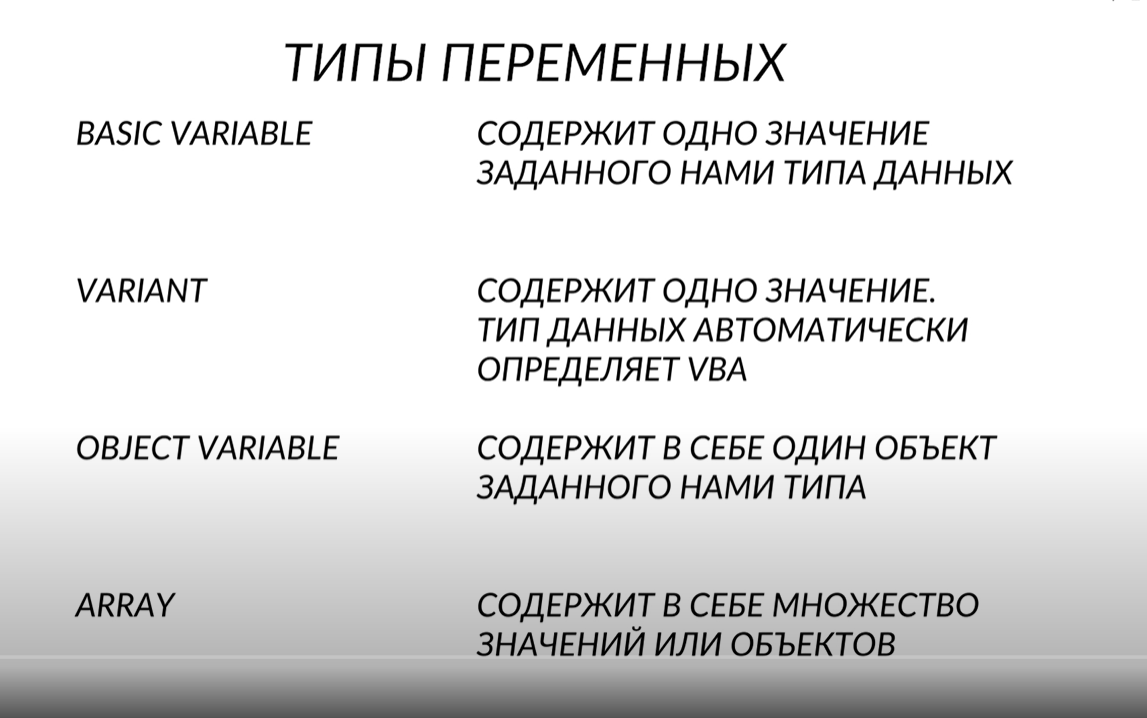 ТИПЫ ПЕРЕМЕННЫХ
BASIC VARIABLE
СОДЕРЖИТ ОДНО ЗНАЧЕНИЕ
ЗАДАННОГО НАМИ ТИПА ДАННЫХ
VARIANT
СОДЕРЖИТ ОДНО ЗНАЧЕНИЕ.
ТИП ДАННЫХ АВТОМАТИЧЕСКИ
ОПРЕДЕЛЯЕТ VBA
OBJECT VARIABLE
СОДЕРЖИТ В СЕБЕ ОДИН ОБЪЕКТ
ЗАДАННОГО НАМИ ТИПА
ARRAY
СОДЕРЖИТ В СЕБЕ МНОЖЕСТВО
ЗНАЧЕНИЙ ИЛИ ОБЪЕКТОВ